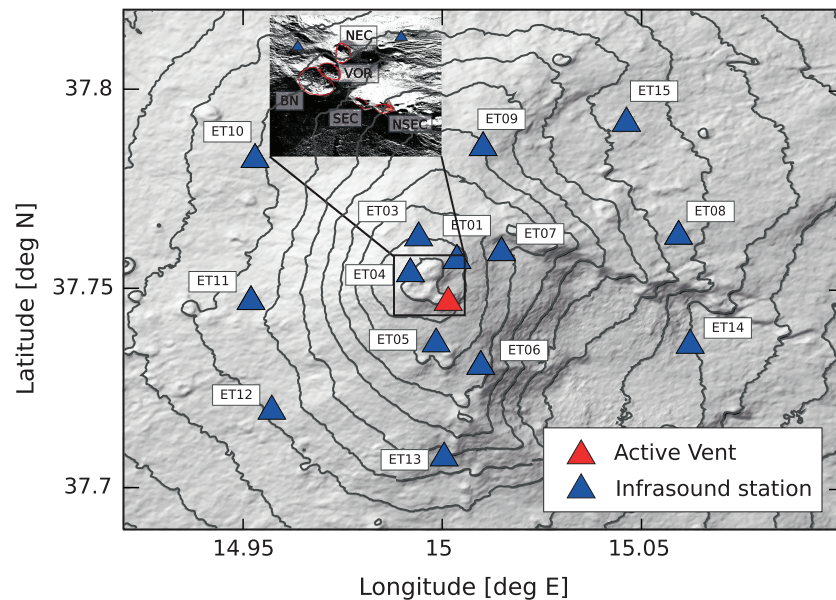 NEC
VOR
BN
SEC
NSEC
37.8
ET15
ET09
ET10
ET03
ET01
ET07
ET08
ET04
37.75
ET11
ET05
ET06
ET14
ET12
ET13
37.7
Active Vent
Infrasound station
14.95
15
15.05
Longitude [deg E]
Latitude [deg N]